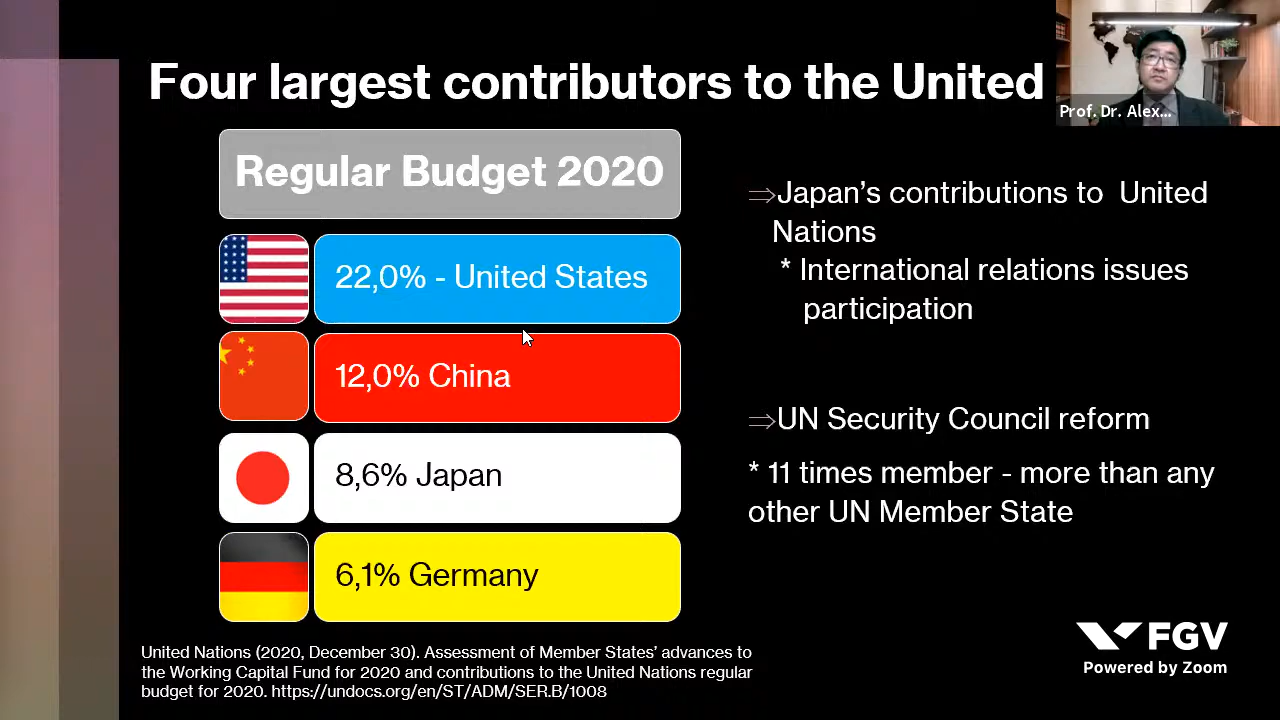 Four largest contributors to the United
Prof. Dr. Alex...
Regular Budget 2020
22,0% - United States
12,0% China
8,6% Japan
6,1% Germany
⇒Japan’s contributions to United
Nations
* International relations issues
participation
⇒UN Security Council reform
* 11 times member - more than any
other UN Member State
United Nations (2020, December 30). Assessment of Member States’ advances to
the Working Capital Fund for 2020 and contributions to the United Nations regular
budget for 2020. https://undocs.org/en/ST/ADM/SER.B/1008
FGV
Powered by Zoom